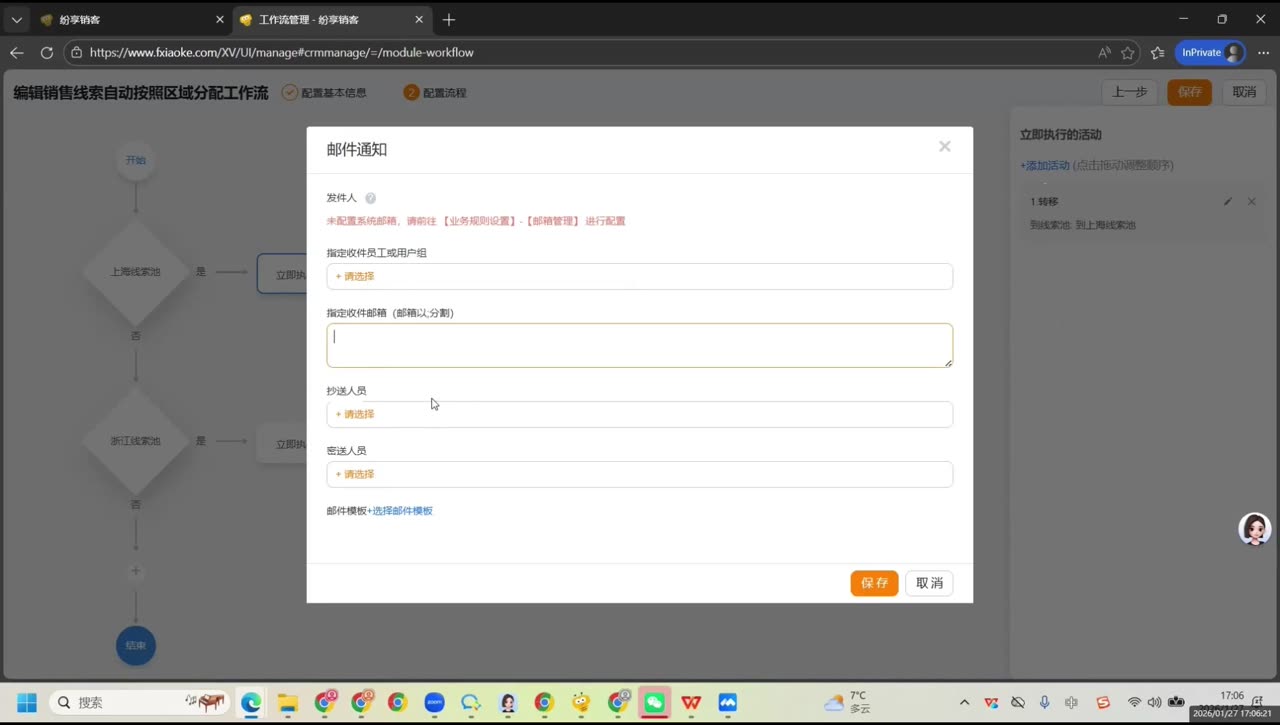 纷享销客
工作流管理 - 纷享销客
https://www.fxiaoke.com/XV/UI/manage#crmmanage/=/module-workflow
InPrivate
编辑销售线索自动按照区域分配工作流
配置基本信息
2 配置流程
上一步
保存
取消
开始
上海线索池
是
立即执
否
浙江线索池
是
立即执
否
结束
邮件通知
发件人
未配置系统邮箱，请前往 【业务规则设置】-【邮箱管理】 进行配置
指定收件员工或用户组
+ 请选择
指定收件邮箱（邮箱以;分割）
抄送人员
+ 请选择
密送人员
+ 请选择
邮件模板+选择邮件模板
保存
取消
立即执行的活动
+添加活动 (点击拖动调整顺序)
1.转移
到线索池: 到上海线索池
搜索
zoom
7°C
多云
17:06
2026/01/27 17:06:21